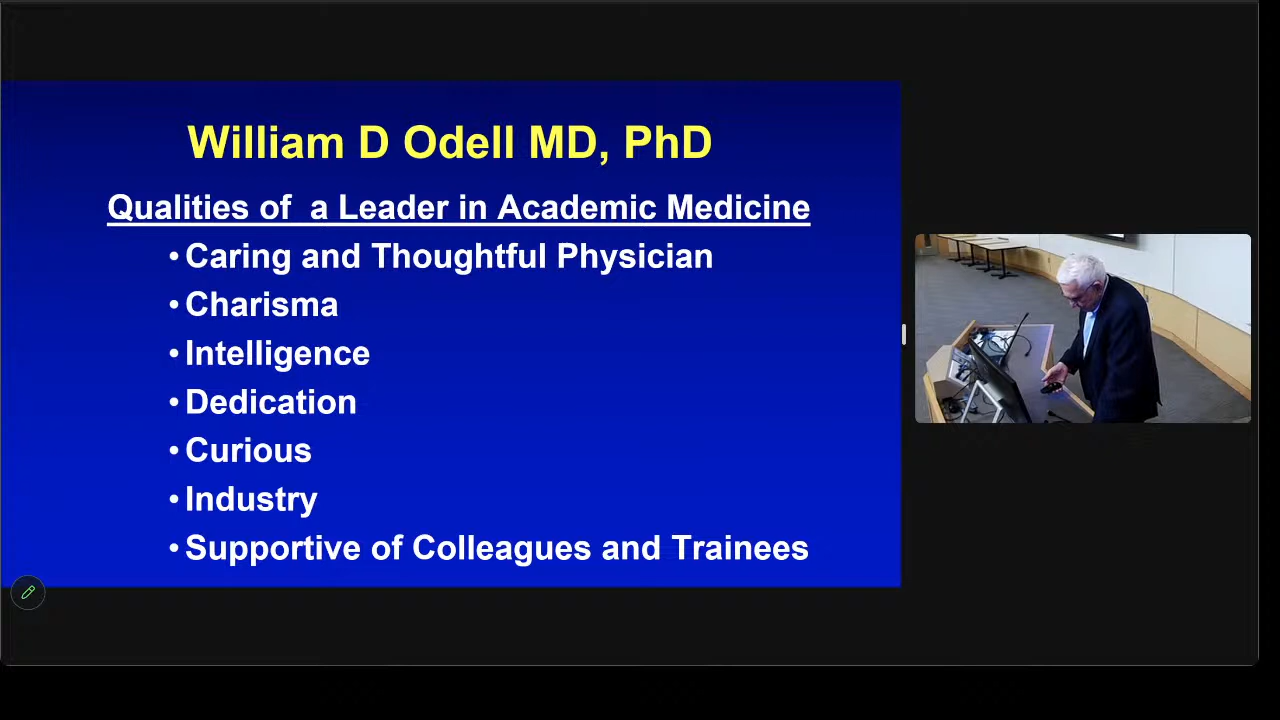 William D Odell MD, PhD
Qualities of a Leader in Academic Medicine
• Caring and Thoughtful Physician
• Charisma
• Intelligence
• Dedication
• Curious
• Industry
• Supportive of Colleagues and Trainees